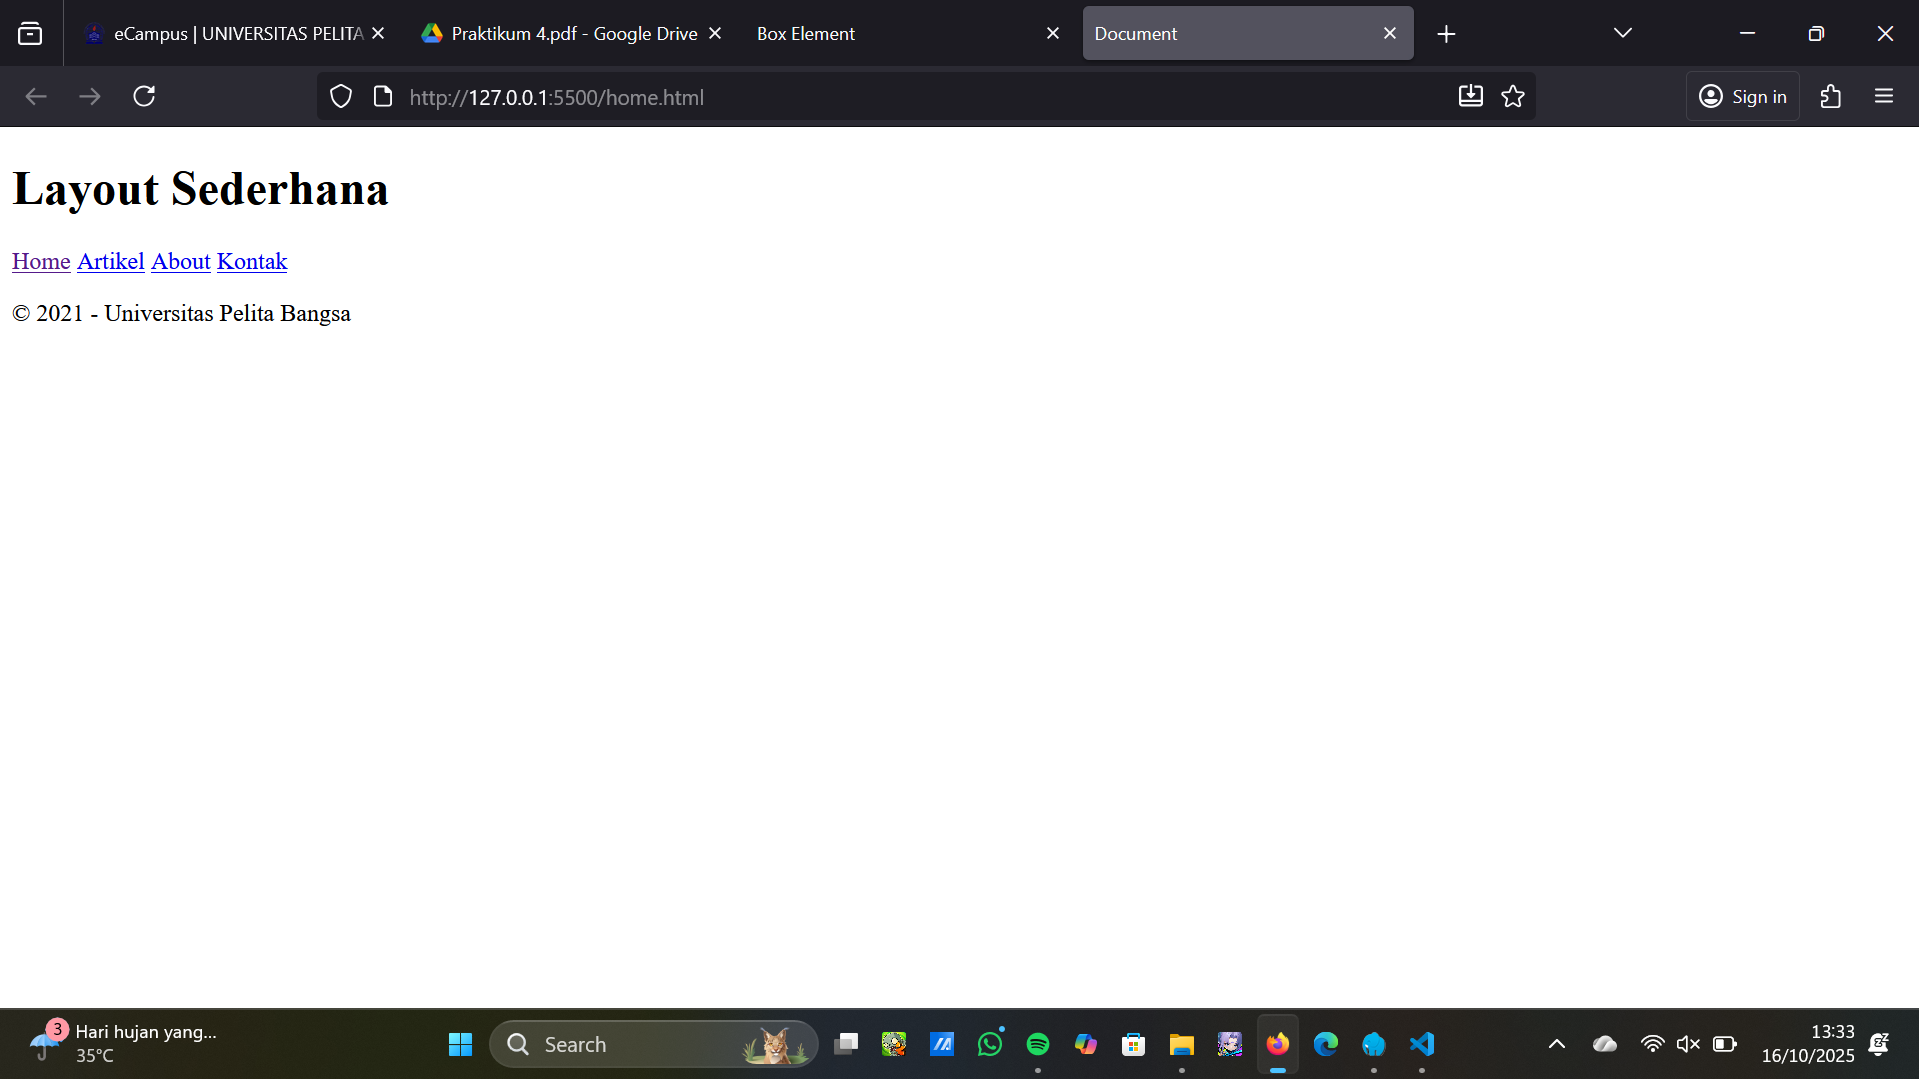 eCampus | UNIVERSITAS PELITA
Praktikum 4.pdf - Google Drive
Box Element
Document
http://127.0.0.1:5500/home.html
Sign in
Layout Sederhana
Home Artikel About Kontak
© 2021 - Universitas Pelita Bangsa
3
Hari hujan yang...
35°C
Search
13:33
16/10/2025